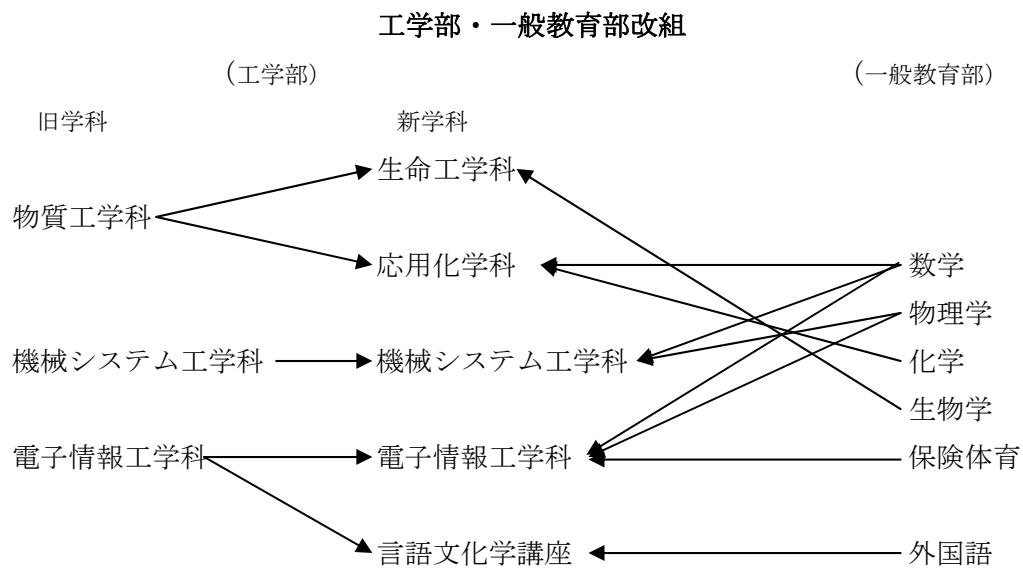 工学部・一般教育部改組
(工学部)
(一般教育部)
旧学科
新学科
生命工学科
物質工学科
応用化学科
数学
物理学
機械システム工学科
機械システム工学科
化学
生物学
電子情報工学科
電子情報工学科
保険体育
言語文化学講座
外国語